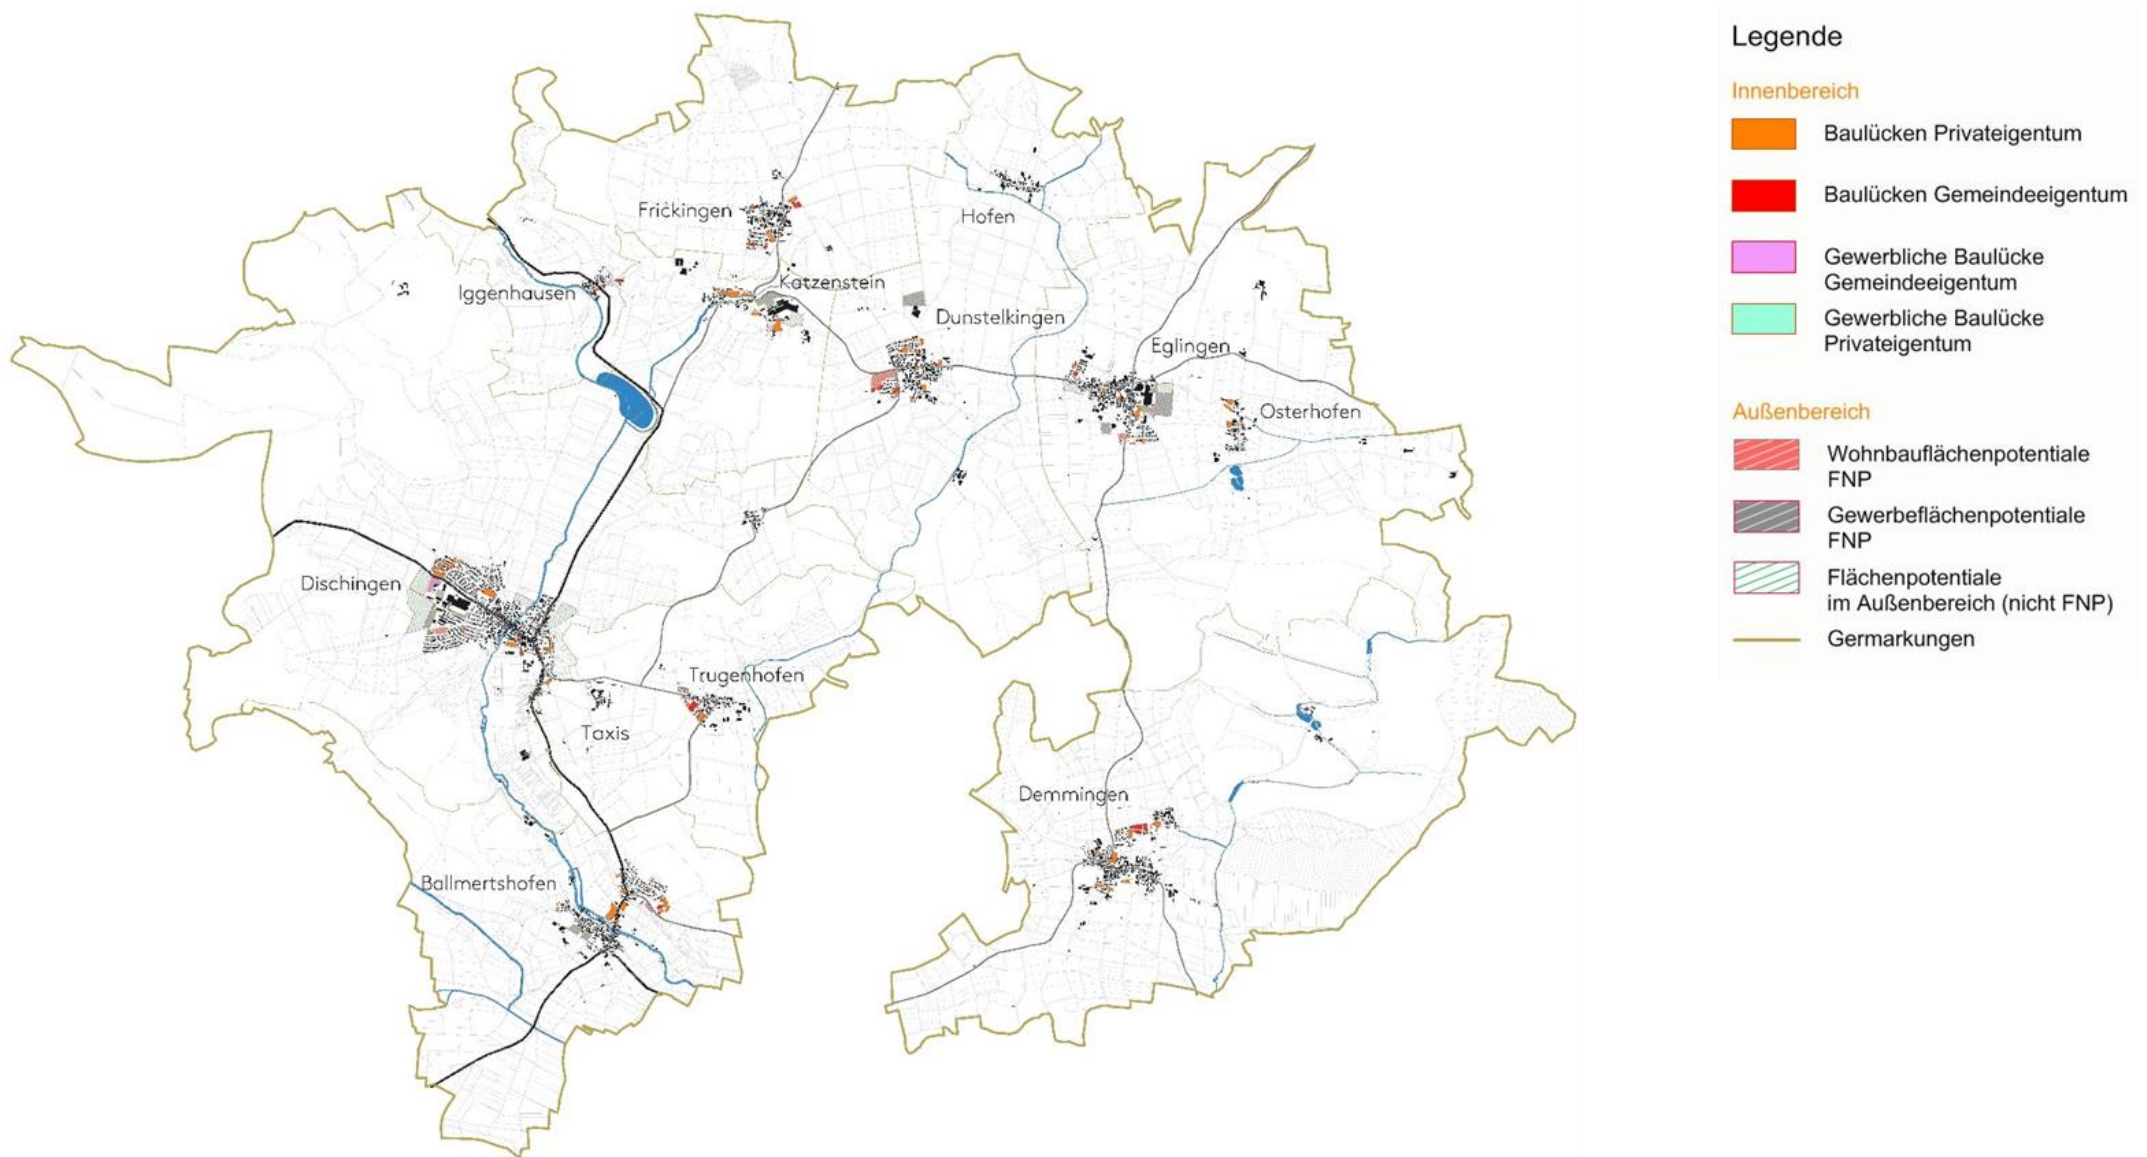 Frickingen
Hofen
Iggenhausen
Katzenstein
Dunstelkingen
Eglingen
Osterhofen
Dischingen
Trugenhofen
Taxis
Demmingen
Ballmertshofen
Legende
Innenbereich
Baulücken Privateigentum
Baulücken Gemeindeeigentum
Gewerbliche Baulücke
Gemeindeeigentum
Gewerbliche Baulücke
Privateigentum
Außenbereich
Wohnbauflächenpotentiale
FNP
Gewerbeflächenpotentiale
FNP
Flächenpotentiale
im Außenbereich (nicht FNP)
Germarkungen